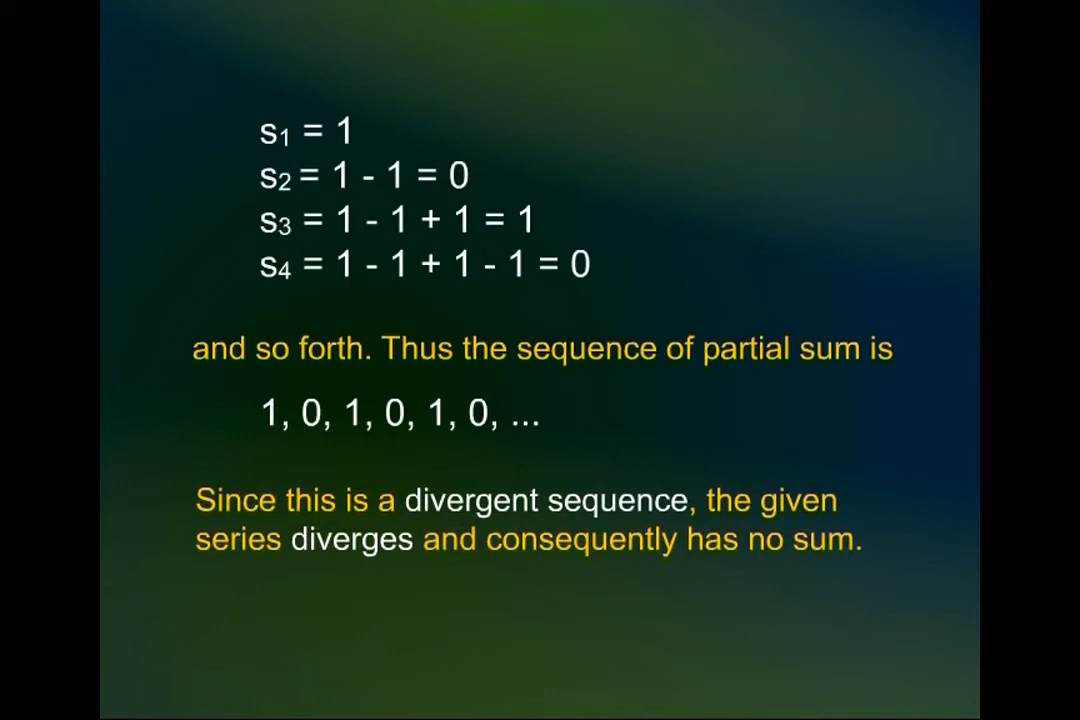 s₁ = 1
s₂ = 1 - 1 = 0
s₃ = 1 - 1 + 1 = 1
s₄ = 1 - 1 + 1 - 1 = 0
and so forth. Thus the sequence of partial sum is
1, 0, 1, 0, 1, 0, ...
Since this is a divergent sequence, the given
series diverges and consequently has no sum.